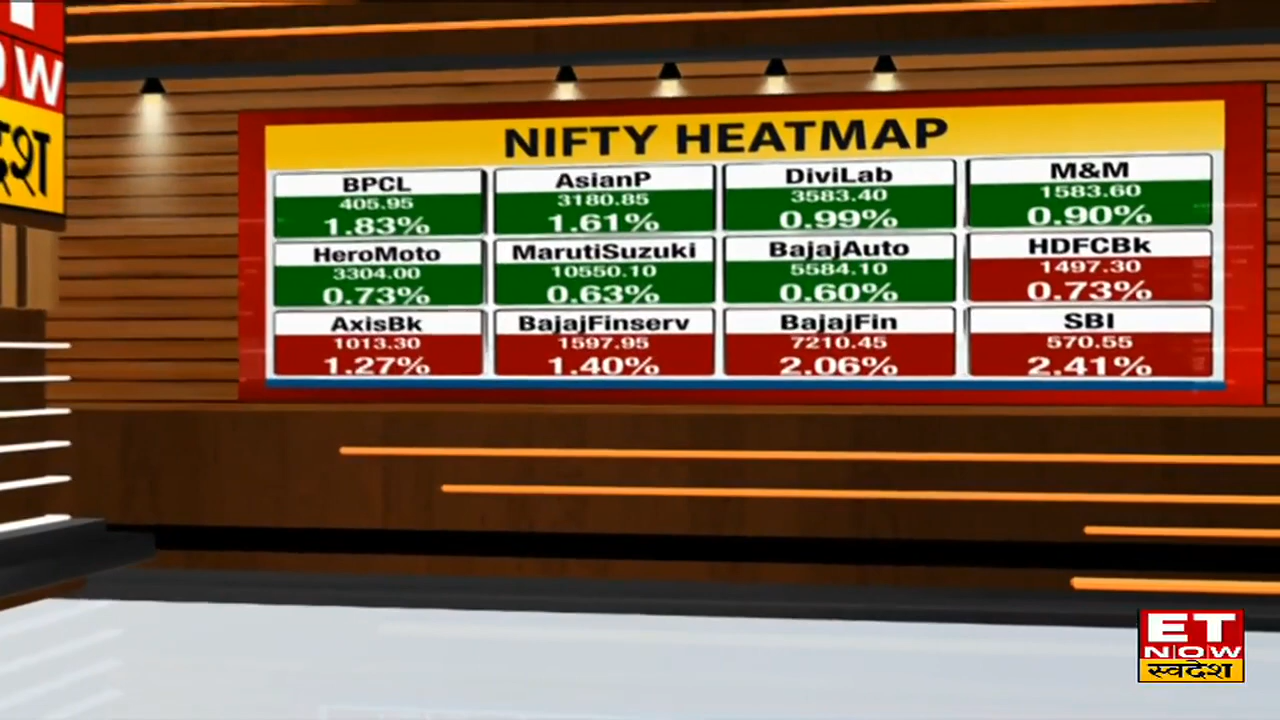 NOW
NIFTY HEATMAP
BPCL AsianP DiviLab M&M
405.95 3180.85 3583.40 1583.60
1.83% 1.61% 0.99% 0.90%
HeroMoto MarutiSuzuki BajajAuto HDFCBk
3304.00 10550.10 5584.10 1497.30
0.73% 0.63% 0.60% 0.73%
AxisBk BajajFinserv BajajFin SBI
1013.30 1597.95 7210.45 570.55
1.27% 1.40% 2.06% 2.41%
ET
NOW
स्वदेश